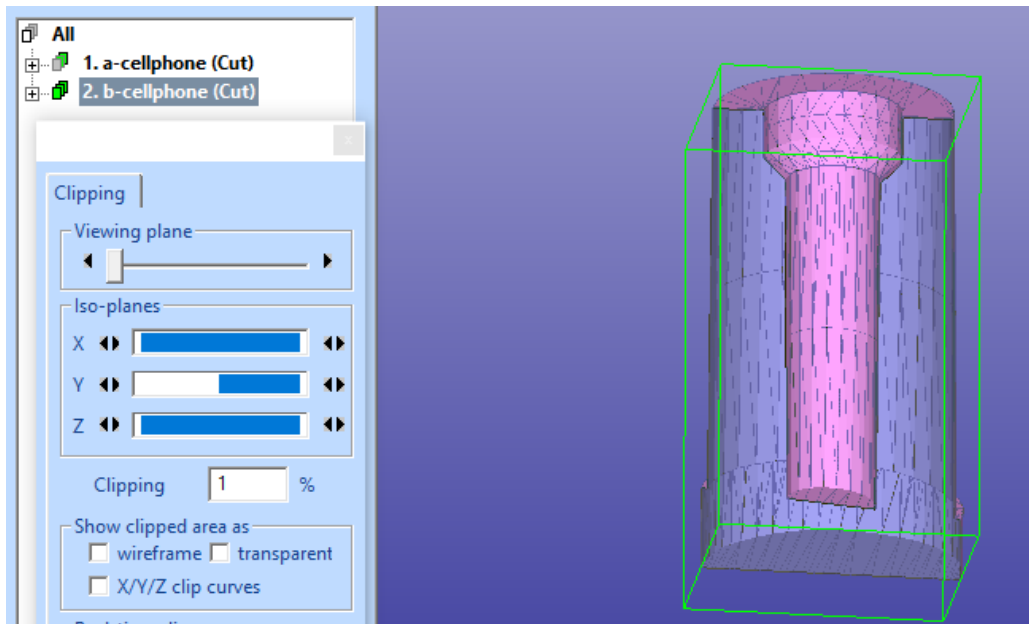 All
1. a-cellphone (Cut)
2. b-cellphone (Cut)
x
Clipping
Viewing plane
Iso-planes
X
Y
Z
Clipping 1 %
Show clipped area as
wireframe transparent
X/Y/Z clip curves